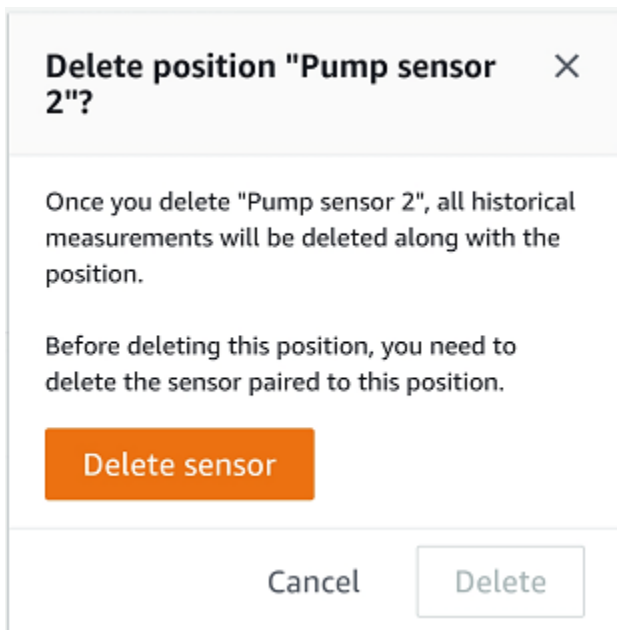 Delete position "Pump sensor
2"?
Once you delete "Pump sensor 2", all historical
measurements will be deleted along with the
position.
Before deleting this position, you need to
delete the sensor paired to this position.
Delete sensor
Cancel Delete